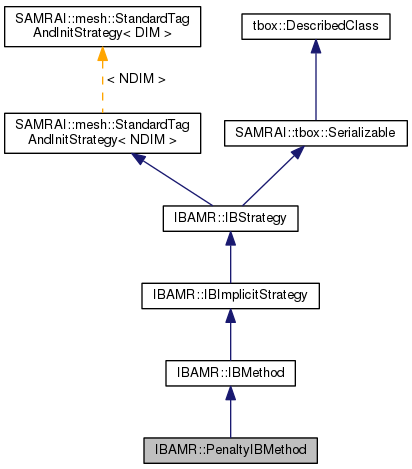 SAMRAI::mesh::StandardTag
AndInitStrategy< DIM >
tbox::DescribedClass
< NDIM >
SAMRAI::mesh::StandardTag
AndInitStrategy< NDIM >
SAMRAI::tbox::Serializable
IBAMR::IBStrategy
IBAMR::IBImplicitStrategy
IBAMR::IBMethod
IBAMR::PenaltyIBMethod